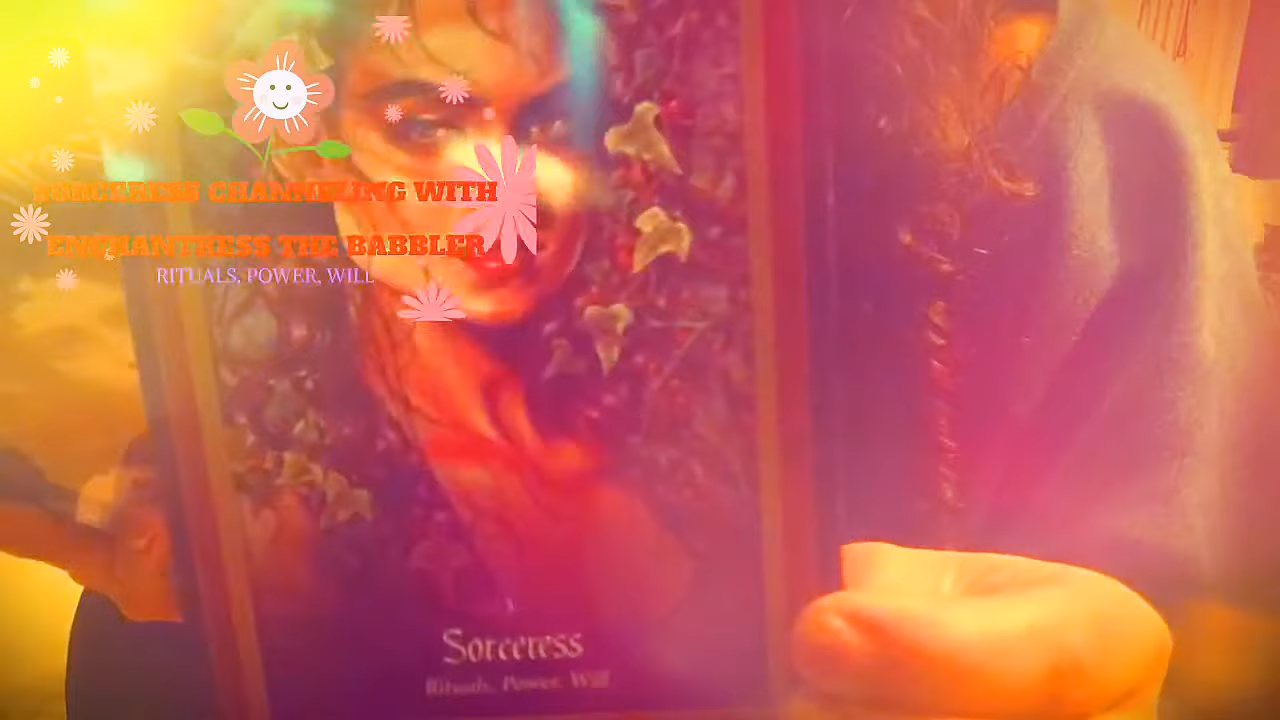 SORCERESS CHANNELING WITH
ENCHANTRESS THE BABBLER
RITUALS, POWER, WILL
Sorceress
Rituals, Power, Will